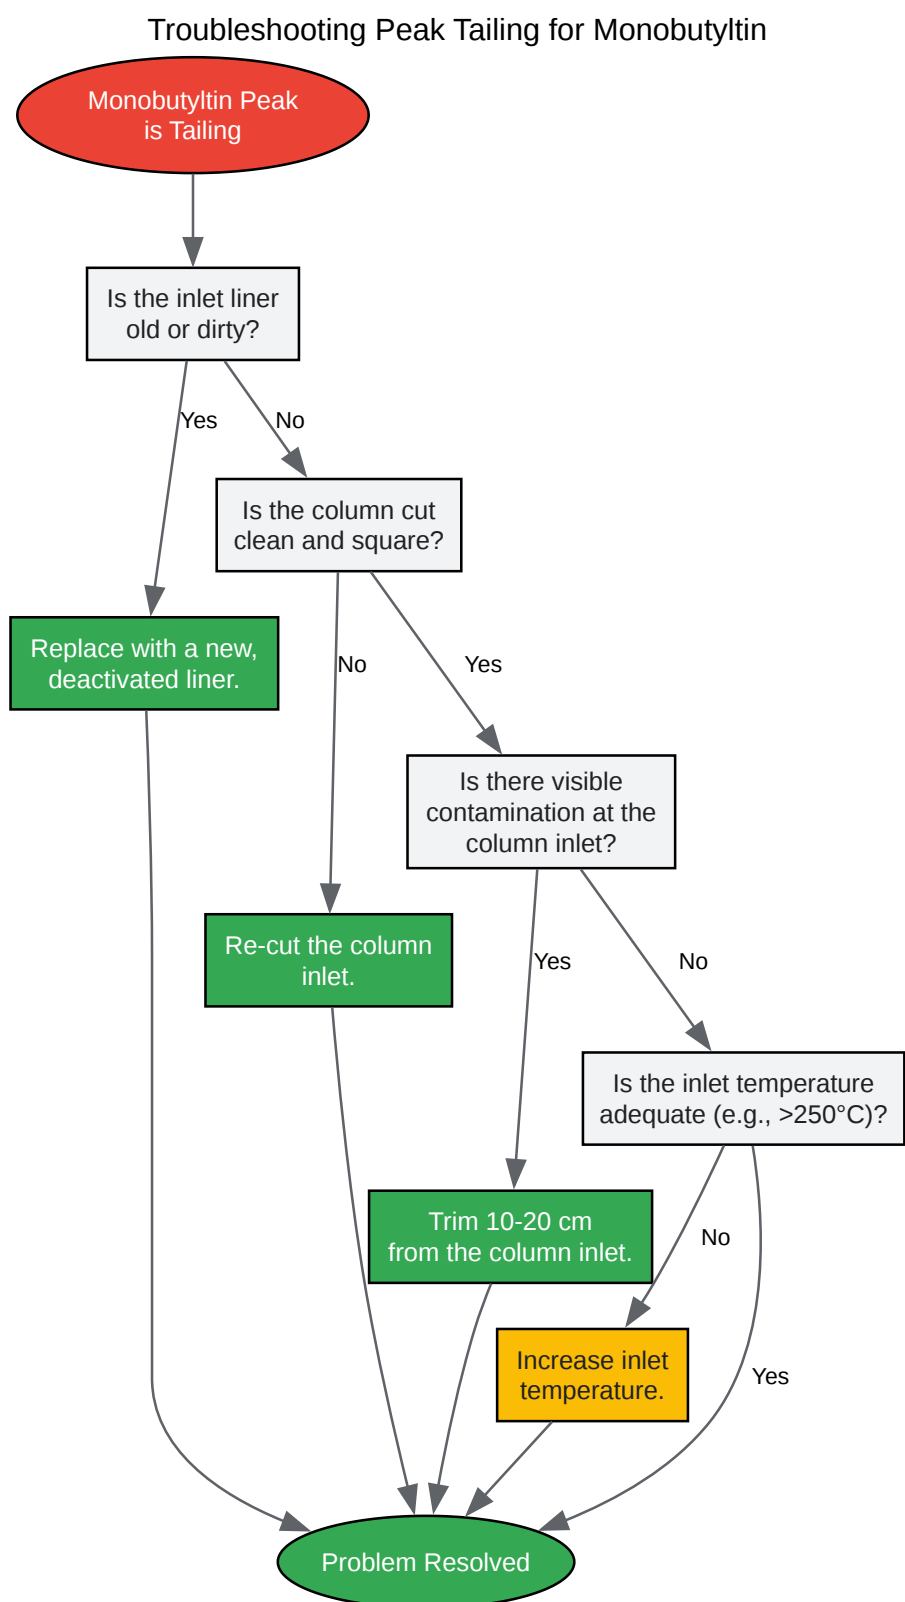 Troubleshooting Peak Tailing for Monobutyltin
Monobutyltin Peak
is Tailing
Is the inlet liner
old or dirty?
Yes
No
Is the column cut
clean and square?
Replace with a new,
deactivated liner.
No
Yes
Is there visible
contamination at the
column inlet?
Re-cut the column
inlet.
Yes
No
Is the inlet temperature
adequate (e.g., >250°C)?
Trim 10-20 cm
from the column inlet.
No
Increase inlet
temperature.
Yes
Problem Resolved